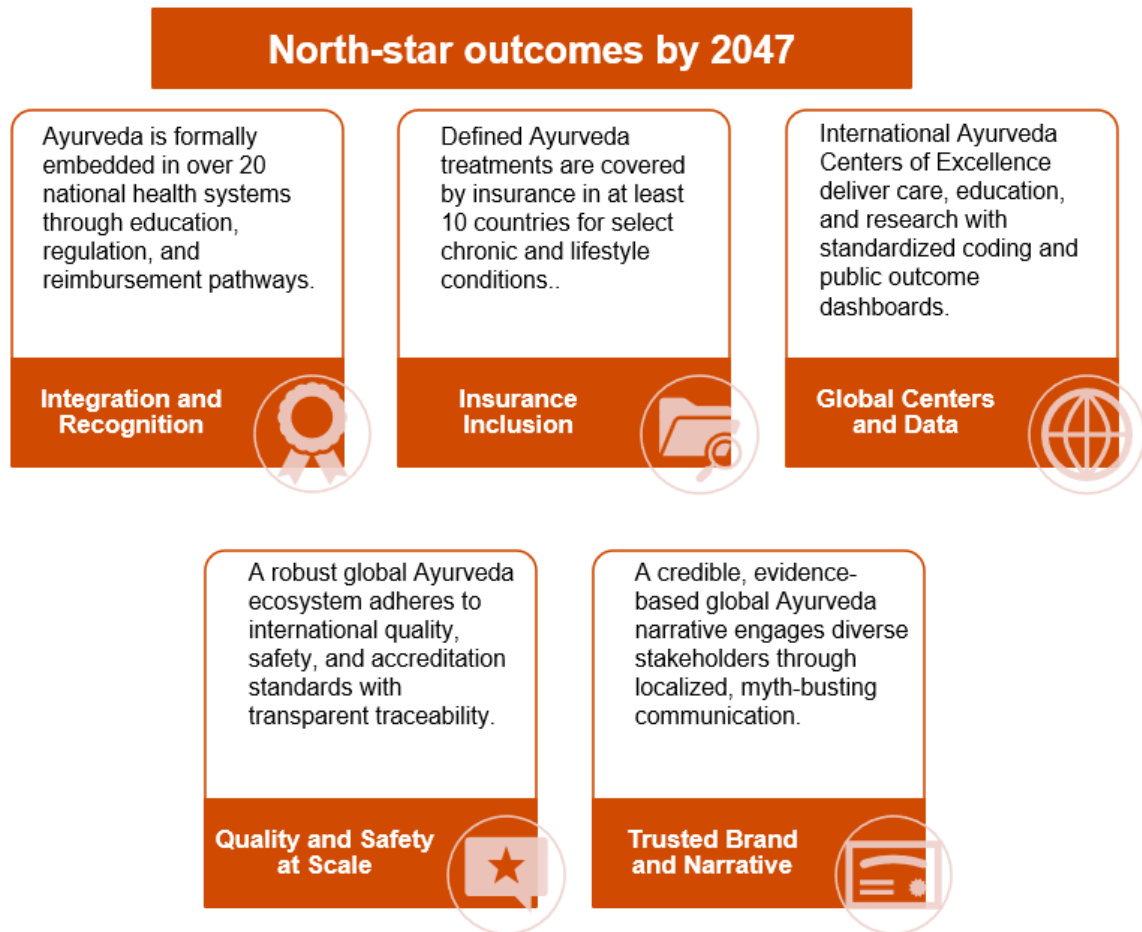 North-star outcomes by 2047
Ayurveda is formally
embedded in over 20
national health systems
through education,
regulation, and
reimbursement pathways.
Integration and
Recognition
Defined Ayurveda
treatments are covered
by insurance in at least
10 countries for select
chronic and lifestyle
conditions..
Insurance
Inclusion
International Ayurveda
Centers of Excellence
deliver care, education,
and research with
standardized coding and
public outcome
dashboards.
Global Centers
and Data
A robust global Ayurveda
ecosystem adheres to
international quality,
safety, and accreditation
standards with
transparent traceability.
Quality and Safety
at Scale
A credible, evidence-
based global Ayurveda
narrative engages diverse
stakeholders through
localized, myth-busting
communication.
Trusted Brand
and Narrative